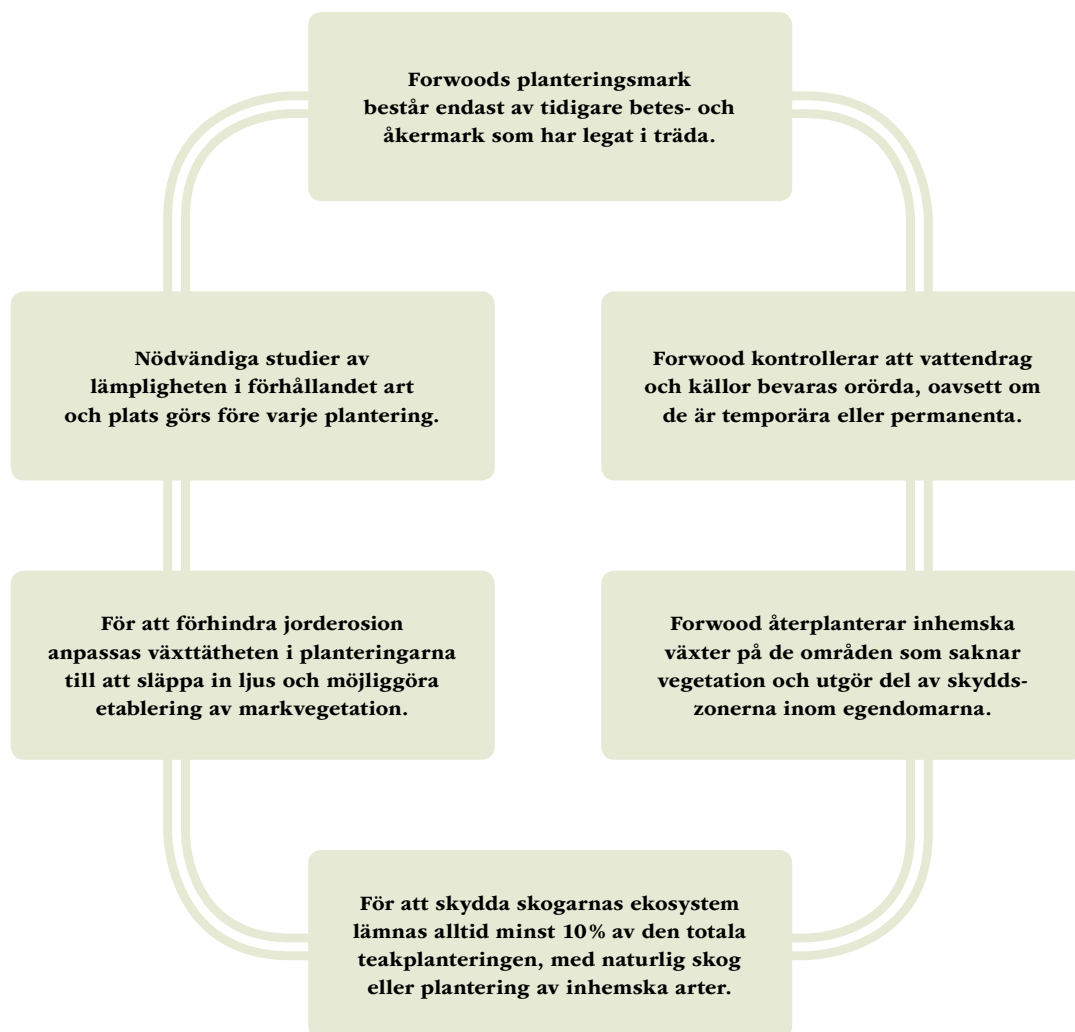 Forwoods planteringsmark
består endast av tidigare betes- och
åkermark som har legat i träda.
Nödvändiga studier av
lämpligheten i förhållandet art
och plats görs före varje plantering.
Forwood kontrollerar att vattendrag
och källor bevaras orörda, oavsett om
de är temporära eller permanenta.
För att förhindra jorderosion
anpassas växttätheten i planteringarna
till att släppa in ljus och möjliggöra
etablering av markvegetation.
Forwood återplanterar inhemska
växter på de områden som saknar
vegetation och utgör del av skydds-
zonerna inom egendomarna.
För att skydda skogarnas ekosystem
lämnas alltid minst 10% av den totala
teakplanteringen, med naturlig skog
eller plantering av inhemska arter.